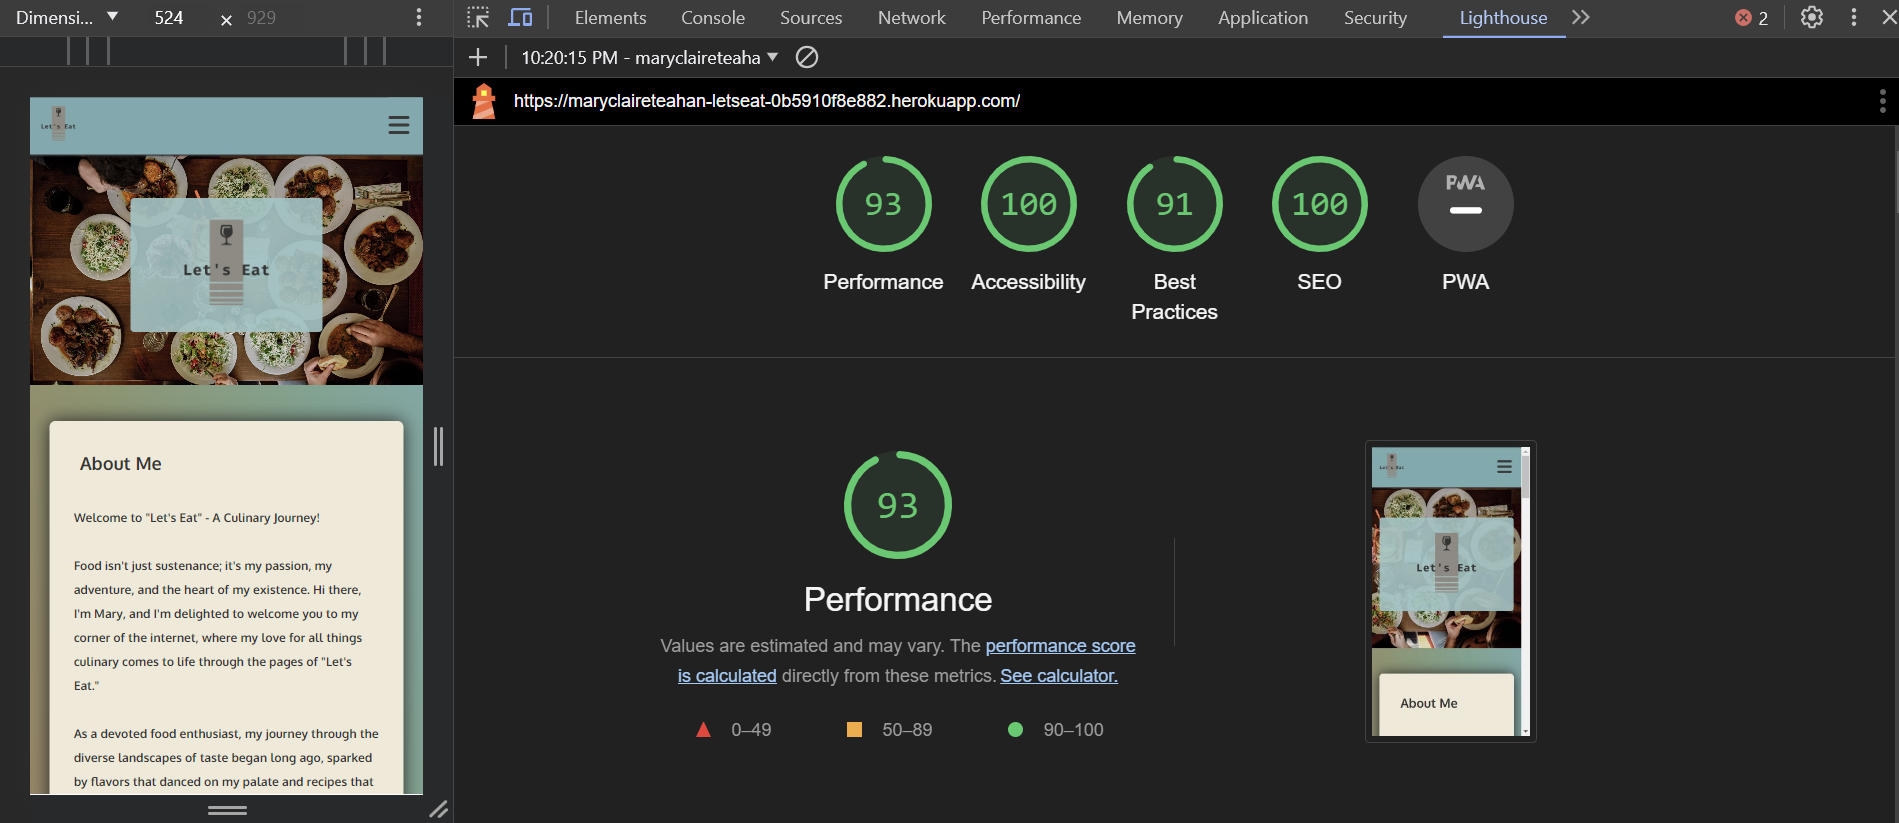 Dimensi... 524 × 929
Elements Console Sources Network Performance Memory Application Security Lighthouse 2
10:20:15 PM - maryclaireteaha
https://maryclaireteahan-letseat-0b5910f8e882.herokuapp.com/
Let's Eat
Let's Eat
About Me
Welcome to "Let's Eat" - A Culinary Journey!
Food isn't just sustenance; it's my passion, my
adventure, and the heart of my existence. Hi there,
I'm Mary, and I'm delighted to welcome you to my
corner of the internet, where my love for all things
culinary comes to life through the pages of "Let's
Eat."
As a devoted food enthusiast, my journey through the
diverse landscapes of taste began long ago, sparked
by flavors that danced on my palate and recipes that
93 100 91 100 PWA
Performance Accessibility Best SEO PWA
Practices
93
Performance
Values are estimated and may vary. The performance score
is calculated directly from these metrics. See calculator.
0–49 50–89 90–100
Let's Eat
Let's Eat
About Me